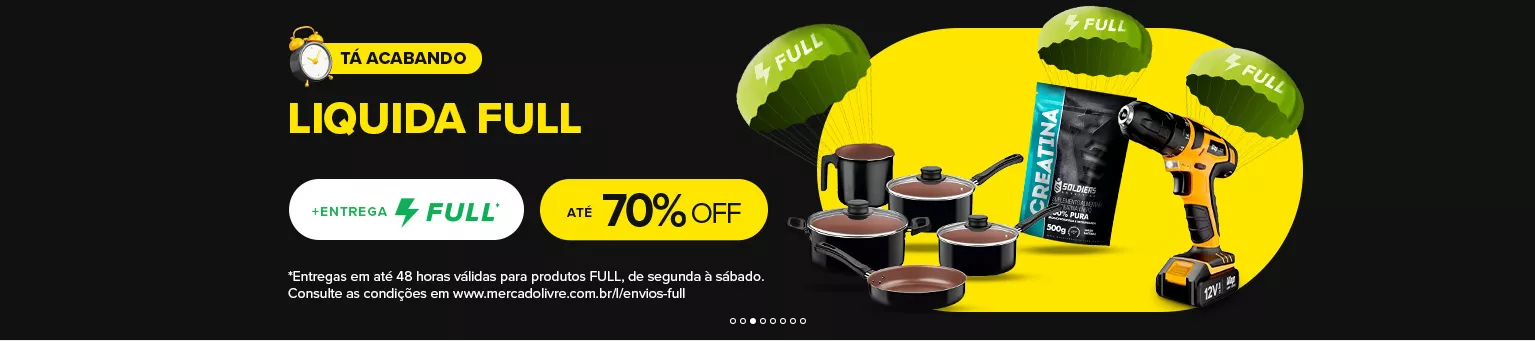 TÁ ACABANDO
LIQUIDA FULL
+ENTREGA FULL*
ATÉ 70% OFF
*Entregas em até 48 horas válidas para produtos FULL, de segunda à sábado.
Consulte as condições em www.mercadolivre.com.br/l/envios-full
FULL
FULL
FULL
CREATINA
SOLDIERS
100% PURA
500g
12V